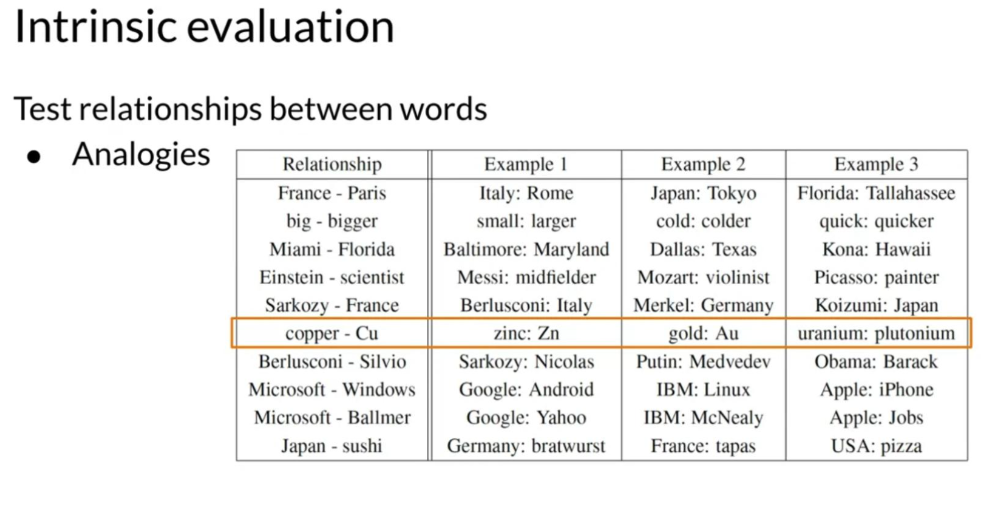 Intrinsic evaluation
Test relationships between words
● Analogies
Relationship Example 1 Example 2 Example 3
France - Paris Italy: Rome Japan: Tokyo Florida: Tallahassee
big - bigger small: larger cold: colder quick: quicker
Miami - Florida Baltimore: Maryland Dallas: Texas Kona: Hawaii
Einstein - scientist Messi: midfielder Mozart: violinist Picasso: painter
Sarkozy - France Berlusconi: Italy Merkel: Germany Koizumi: Japan
copper - Cu zinc: Zn gold: Au uranium: plutonium
Berlusconi - Silvio Sarkozy: Nicolas Putin: Medvedev Obama: Barack
Microsoft - Windows Google: Android IBM: Linux Apple: iPhone
Microsoft - Ballmer Google: Yahoo IBM: McNealy Apple: Jobs
Japan - sushi Germany: bratwurst France: tapas USA: pizza